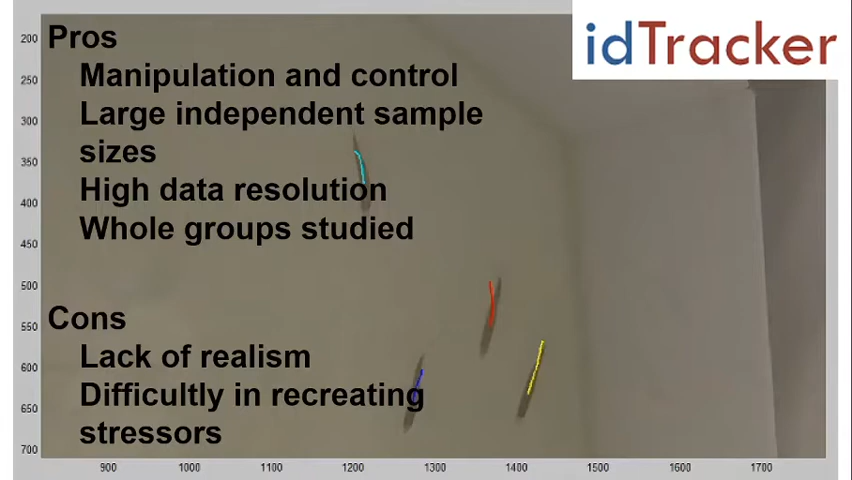 idTracker
Pros
Manipulation and control
Large independent sample
sizes
High data resolution
Whole groups studied
Cons
Lack of realism
Difficultly in recreating
stressors
200
250
300
350
400
450
500
550
600
650
700
900
1000
1100
1200
1300
1400
1500
1600
1700